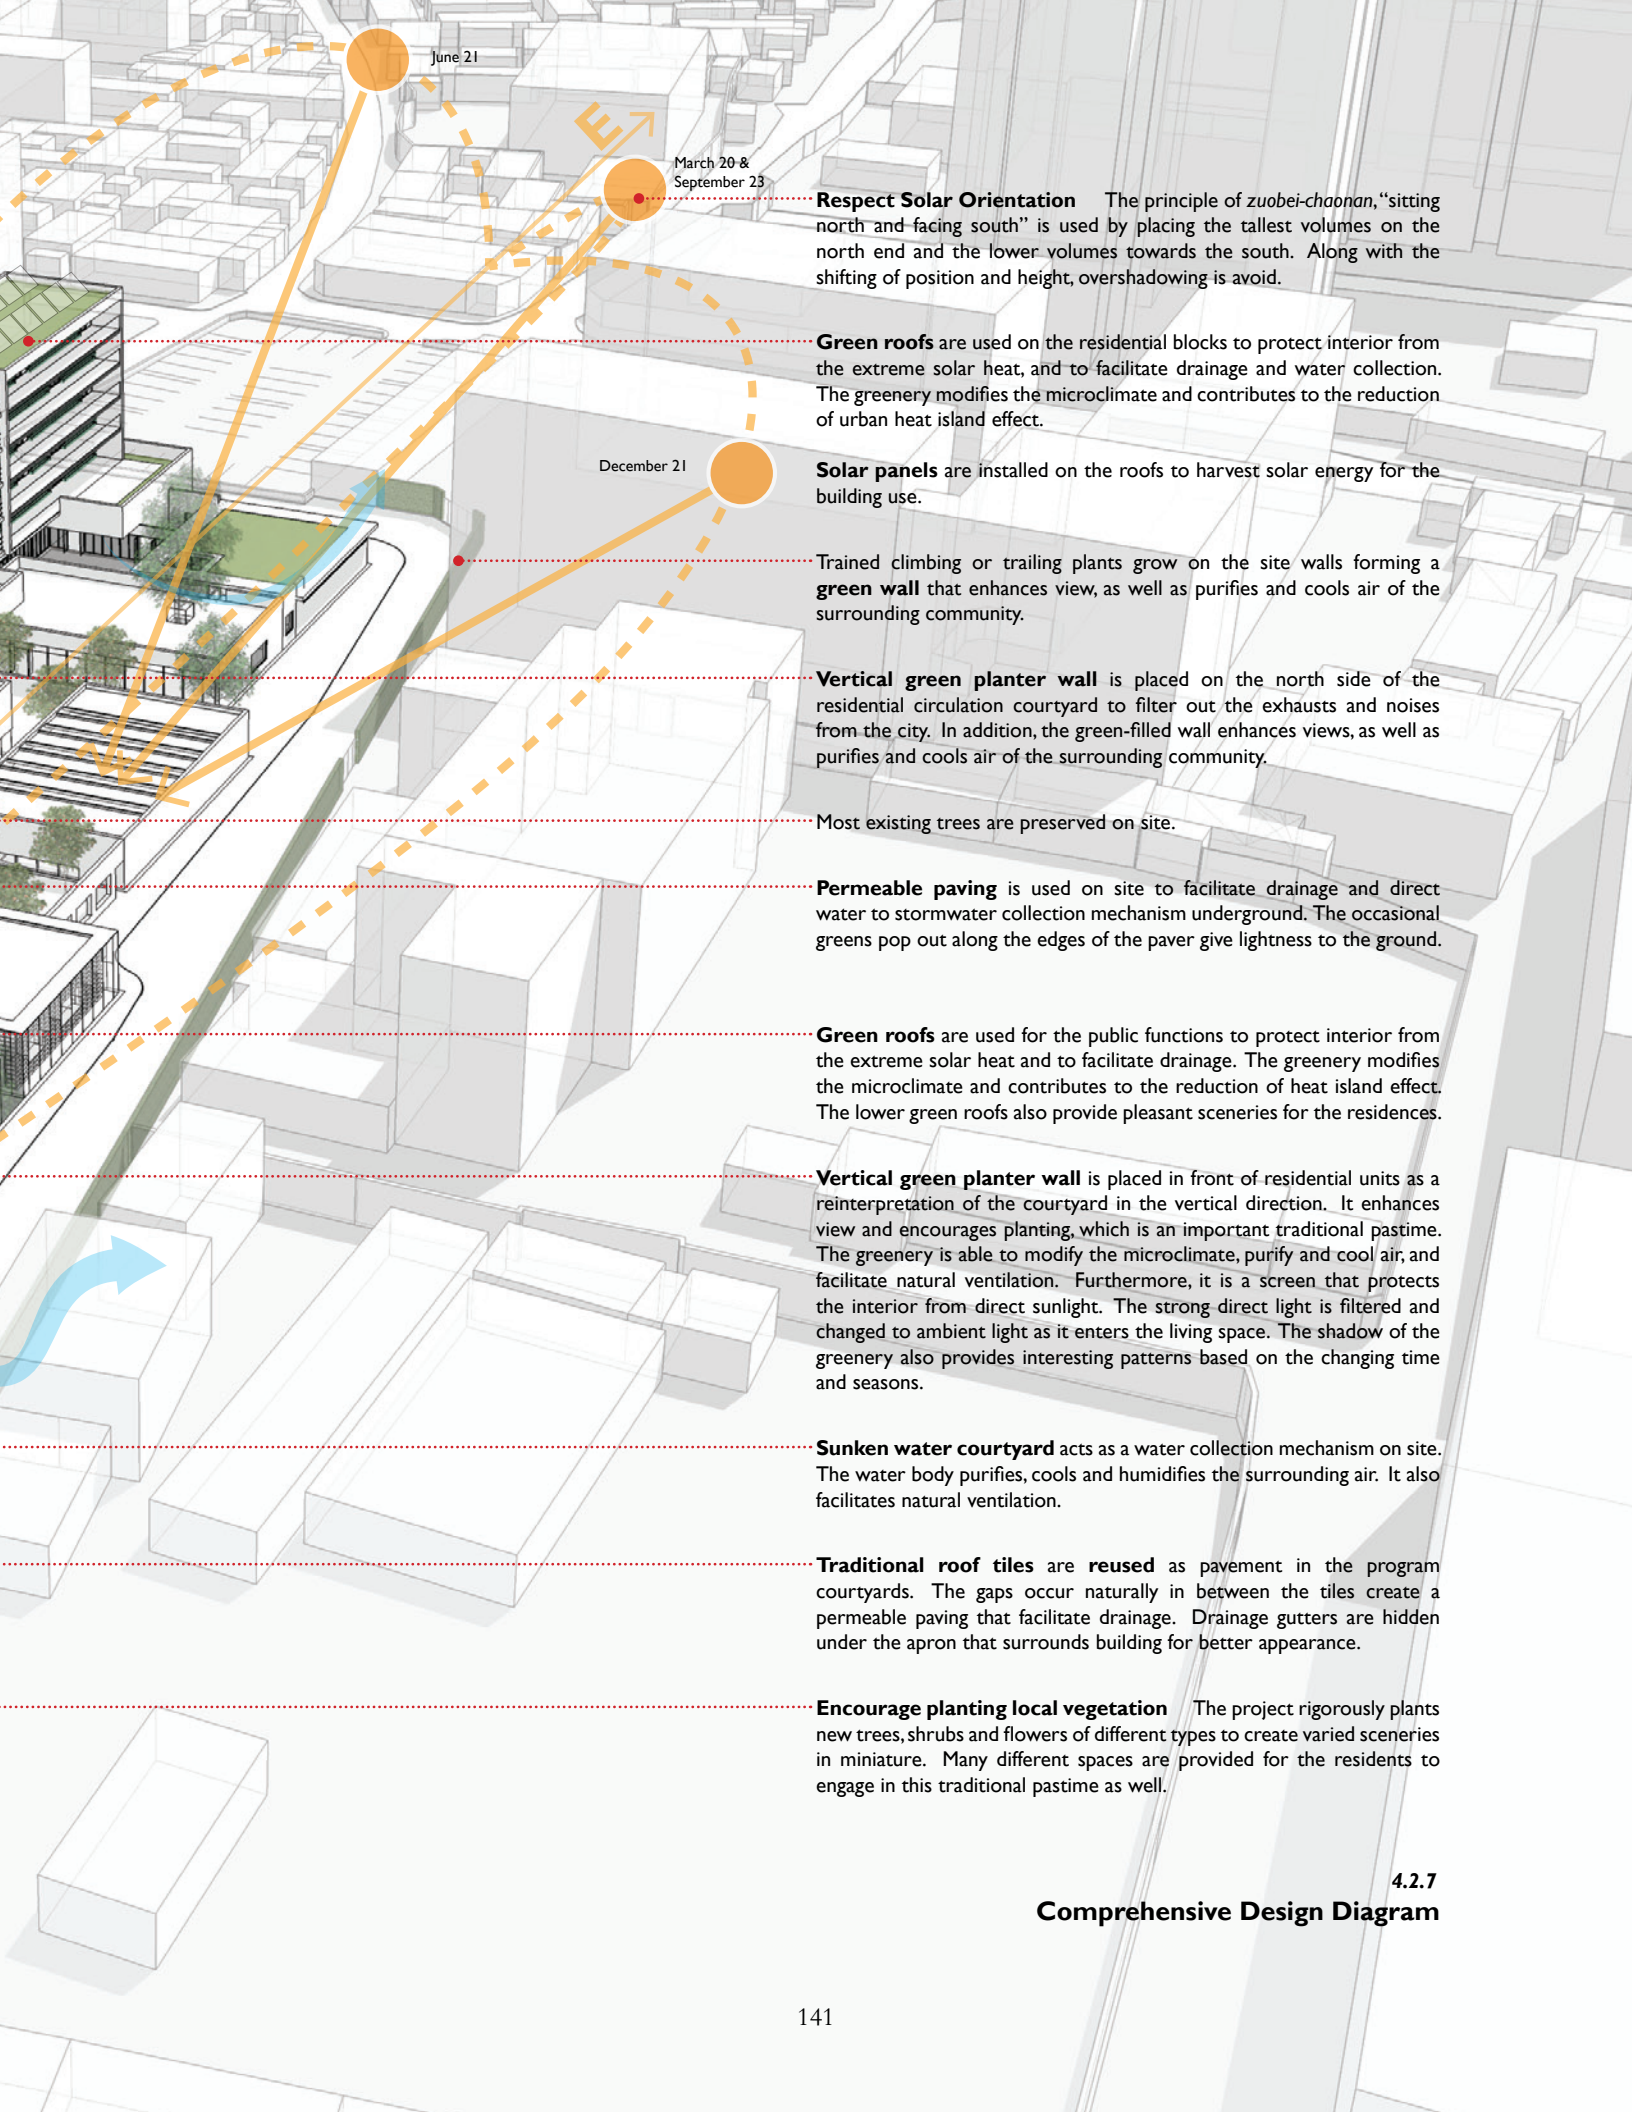 June 21
E
March 20 &
September 23
December 21
Respect Solar Orientation The principle of zuobei-chaonan, “sitting
north and facing south” is used by placing the tallest volumes on the
north end and the lower volumes towards the south. Along with the
shifting of position and height, overshadowing is avoid.
Green roofs are used on the residential blocks to protect interior from
the extreme solar heat, and to facilitate drainage and water collection.
The greenery modifies the microclimate and contributes to the reduction
of urban heat island effect.
Solar panels are installed on the roofs to harvest solar energy for the
building use.
Trained climbing or trailing plants grow on the site walls forming a
green wall that enhances view, as well as purifies and cools air of the
surrounding community.
Vertical green planter wall is placed on the north side of the
residential circulation courtyard to filter out the exhausts and noises
from the city. In addition, the green-filled wall enhances views, as well as
purifies and cools air of the surrounding community.
Most existing trees are preserved on site.
Permeable paving is used on site to facilitate drainage and direct
water to stormwater collection mechanism underground. The occasional
greens pop out along the edges of the paver give lightness to the ground.
Green roofs are used for the public functions to protect interior from
the extreme solar heat and to facilitate drainage. The greenery modifies
the microclimate and contributes to the reduction of heat island effect.
The lower green roofs also provide pleasant sceneries for the residences.
Vertical green planter wall is placed in front of residential units as a
reinterpretation of the courtyard in the vertical direction. It enhances
view and encourages planting, which is an important traditional pastime.
The greenery is able to modify the microclimate, purify and cool air, and
facilitate natural ventilation. Furthermore, it is a screen that protects
the interior from direct sunlight. The strong direct light is filtered and
changed to ambient light as it enters the living space. The shadow of the
greenery also provides interesting patterns based on the changing time
and seasons.
Sunken water courtyard acts as a water collection mechanism on site.
The water body purifies, cools and humidifies the surrounding air. It also
facilitates natural ventilation.
Traditional roof tiles are reused as pavement in the program
courtyards. The gaps occur naturally in between the tiles create a
permeable paving that facilitate drainage. Drainage gutters are hidden
under the apron that surrounds building for better appearance.
Encourage planting local vegetation The project rigorously plants
new trees, shrubs and flowers of different types to create varied sceneries
in miniature. Many different spaces are provided for the residents to
engage in this traditional pastime as well.
4.2.7
Comprehensive Design Diagram
141